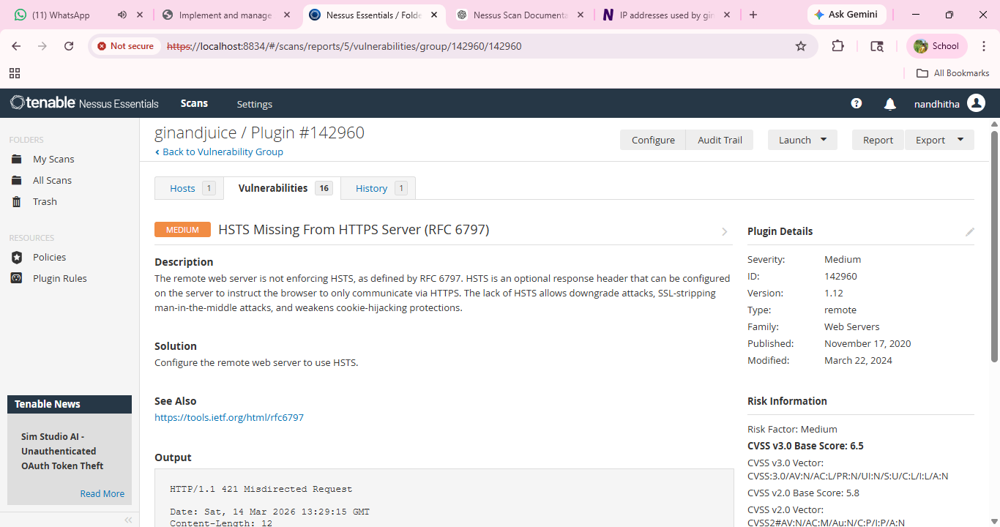 (11) WhatsApp
Implement and manage
Nessus Essentials / Folde
Nessus Scan Documenta
IP addresses used by gin
Ask Gemini
Not secure
https://localhost:8834/#/scans/reports/5/vulnerabilities/group/142960/142960
School
All Bookmarks
tenable Nessus Essentials
Scans
Settings
nandhitha
FOLDERS
My Scans
All Scans
Trash
RESOURCES
Policies
Plugin Rules
Tenable News
Sim Studio AI -
Unauthenticated
OAuth Token Theft
Read More
ginandjuice / Plugin #142960
Back to Vulnerability Group
Configure
Audit Trail
Launch
Report
Export
Hosts 1
Vulnerabilities 16
History 1
MEDIUM
HSTS Missing From HTTPS Server (RFC 6797)
Description
The remote web server is not enforcing HSTS, as defined by RFC 6797. HSTS is an optional response header that can be configured
on the server to instruct the browser to only communicate via HTTPS. The lack of HSTS allows downgrade attacks, SSL-stripping
man-in-the-middle attacks, and weakens cookie-hijacking protections.
Solution
Configure the remote web server to use HSTS.
See Also
https://tools.ietf.org/html/rfc6797
Output
HTTP/1.1 421 Misdirected Request
Date: Sat, 14 Mar 2026 13:29:15 GMT
Content-Length: 12
Plugin Details
Severity: Medium
ID: 142960
Version: 1.12
Type: remote
Family: Web Servers
Published: November 17, 2020
Modified: March 22, 2024
Risk Information
Risk Factor: Medium
CVSS v3.0 Base Score: 6.5
CVSS v3.0 Vector:
CVSS:3.0/AV:N/AC:L/PR:N/UI:N/S:U/C:L/I:L/A:N
CVSS v2.0 Base Score: 5.8
CVSS v2.0 Vector:
CVSS2#AV:N/AC:M/Au:N/C:P/I:P/A:N